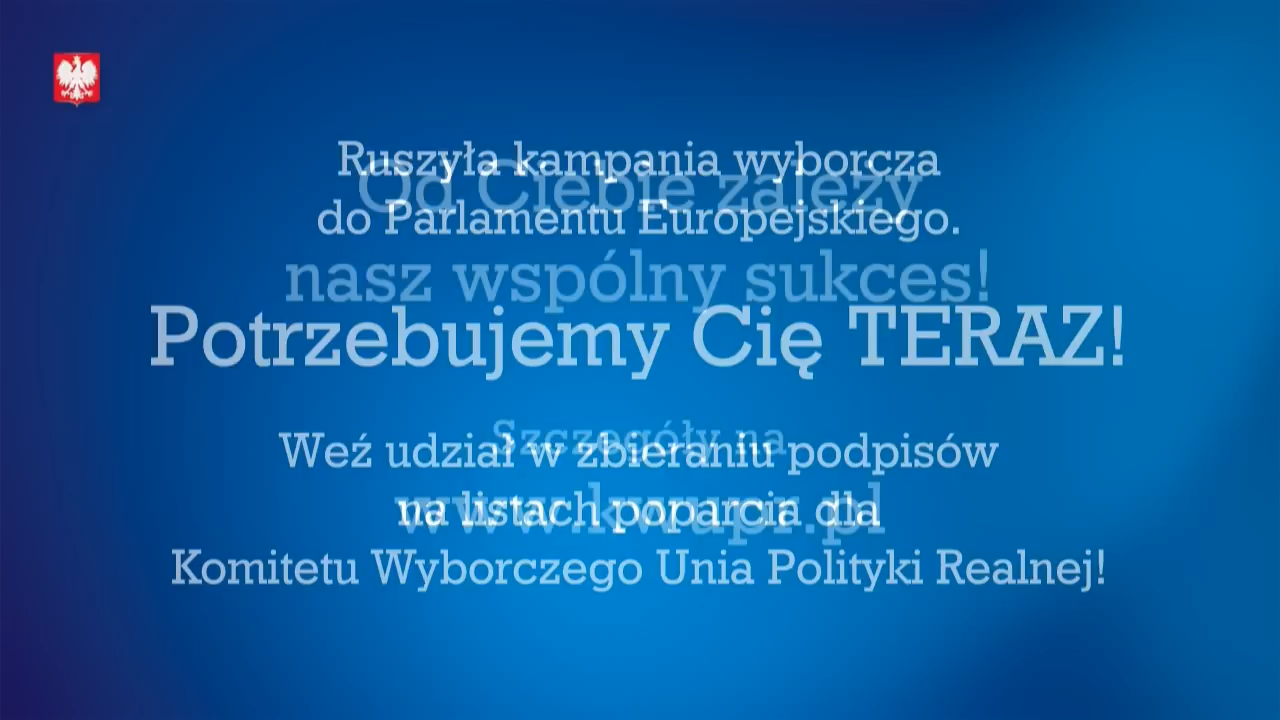 Ruszyła kampania wyborcza
do Parlamentu Europejskiego.
Potrzebujemy Cię TERAZ!
Weź udział w zbieraniu podpisów
na listach poparcia dla
Komitetu Wyborczego Unia Polityki Realnej!
Od Ciebie zależy
nasz wspólny sukces!
Szczegóły na
www.kwupr.pl